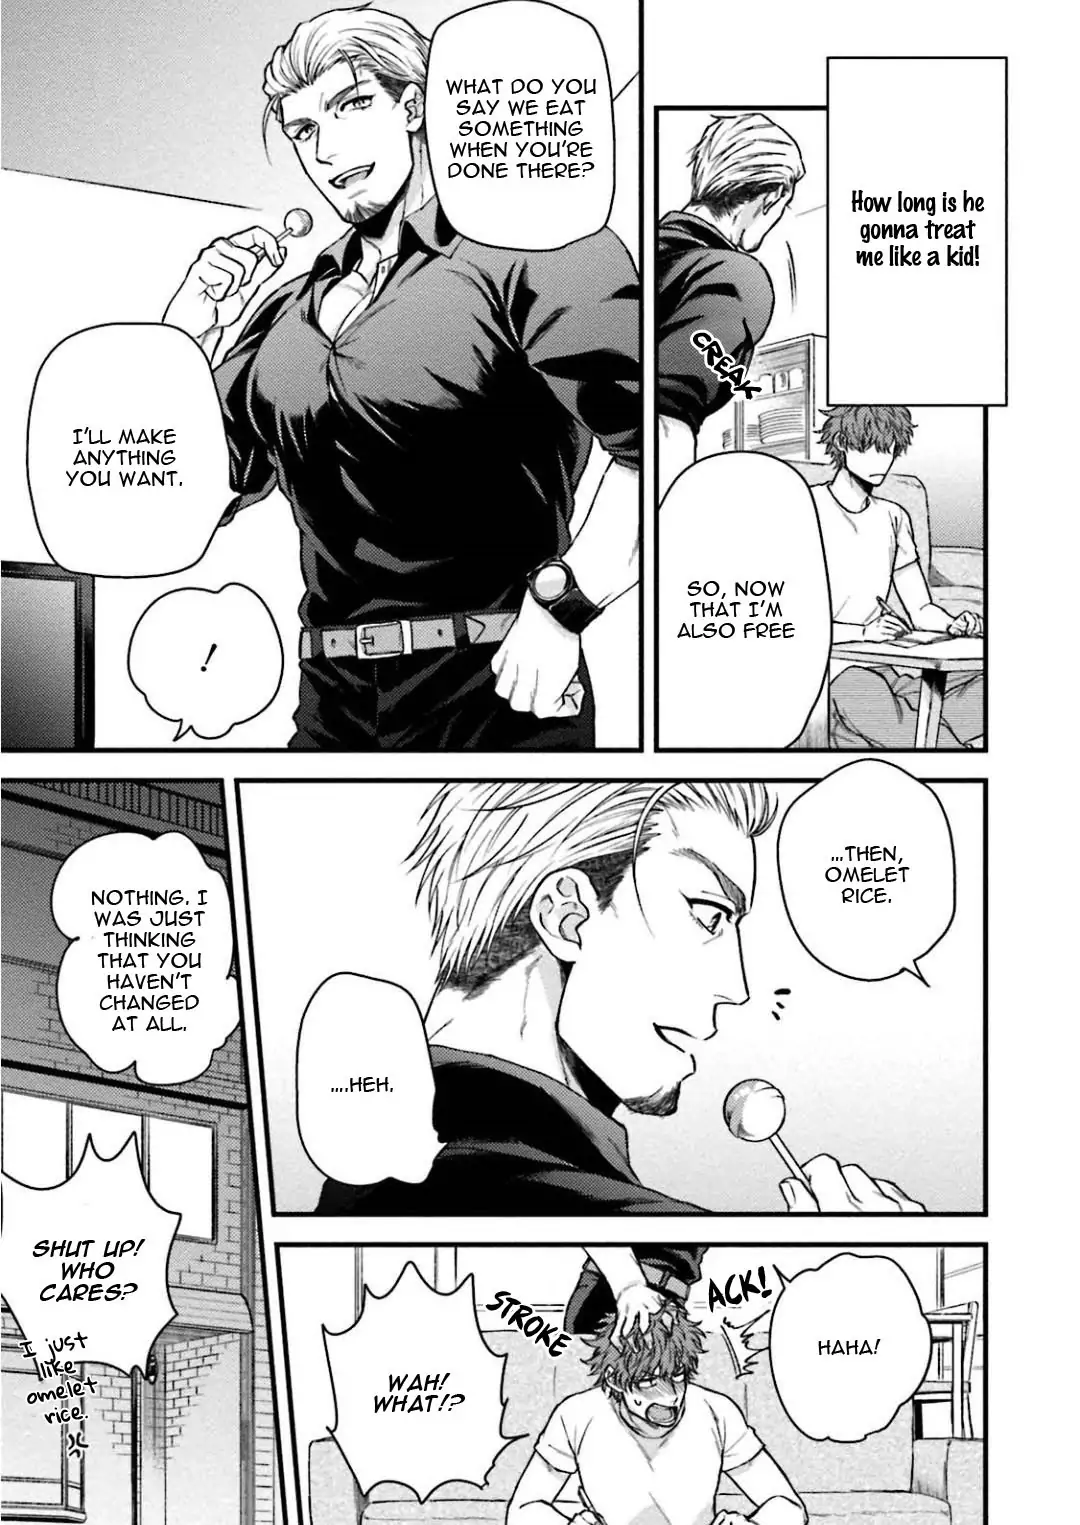 How long is he
gonna treat
me like a kid!
CREAK
SO, NOW
THAT I'M
ALSO FREE
WHAT DO YOU
SAY WE EAT
SOMETHING
WHEN YOU'RE
DONE THERE?
I'LL MAKE
ANYTHING
YOU WANT.
!
...THEN,
OMELET
RICE.
....HEH.
HAHA!
ACK!
STROKE
WAH!
WHAT!?
NOTHING. I
WAS JUST
THINKING
THAT YOU
HAVEN'T
CHANGED
AT ALL.
SHUT UP!
WHO
CARES?
I just
like
omelet
rice.